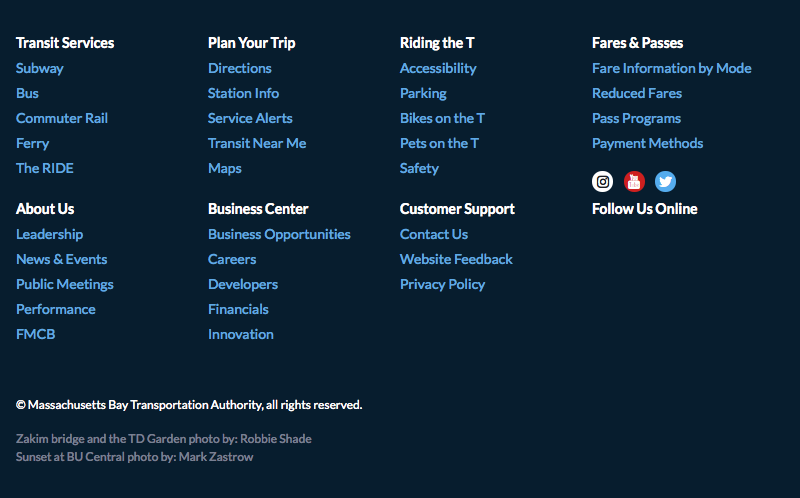 Transit Services
Subway
Bus
Commuter Rail
Ferry
The RIDE
Plan Your Trip
Directions
Station Info
Service Alerts
Transit Near Me
Maps
Riding the T
Accessibility
Parking
Bikes on the T
Pets on the T
Safety
Fares & Passes
Fare Information by Mode
Reduced Fares
Pass Programs
Payment Methods
About Us
Leadership
News & Events
Public Meetings
Performance
FMCB
Business Center
Business Opportunities
Careers
Developers
Financials
Innovation
Customer Support
Contact Us
Website Feedback
Privacy Policy
Follow Us Online
© Massachusetts Bay Transportation Authority, all rights reserved.
Zakim bridge and the TD Garden photo by: Robbie Shade
Sunset at BU Central photo by: Mark Zastrow